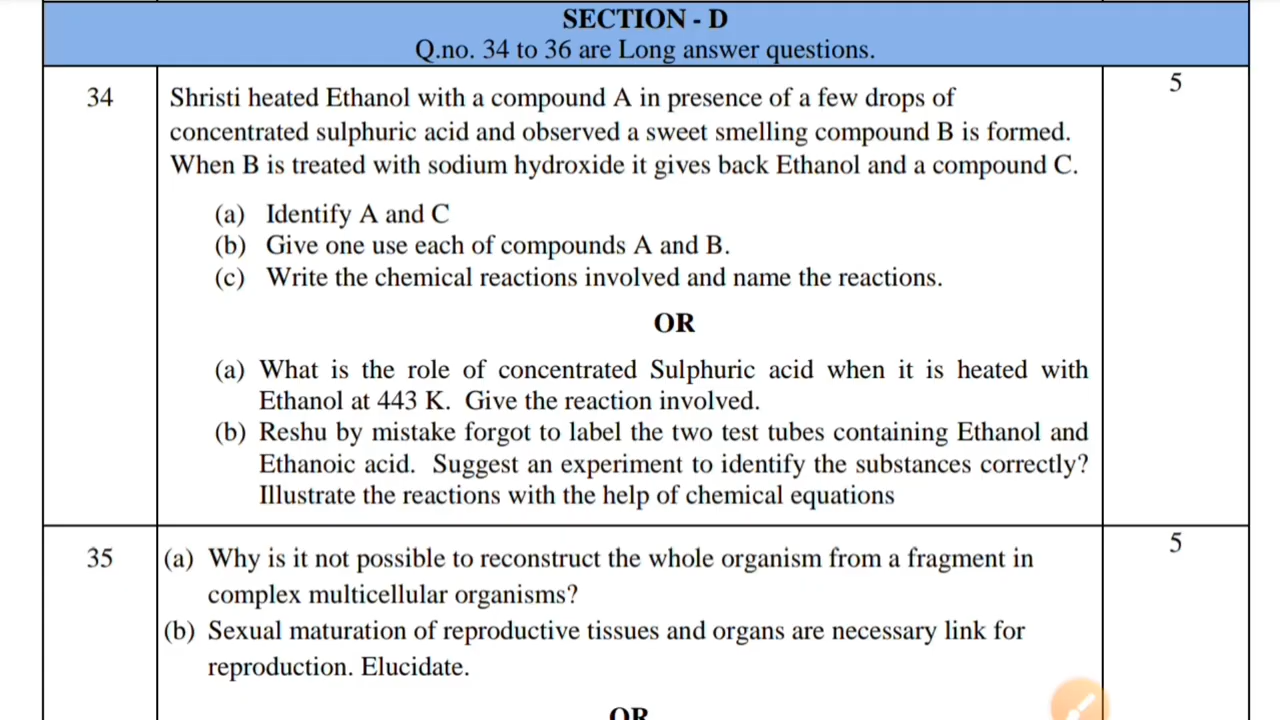 SECTION - D
Q.no. 34 to 36 are Long answer questions.
34
Shristi heated Ethanol with a compound A in presence of a few drops of
concentrated sulphuric acid and observed a sweet smelling compound B is formed.
When B is treated with sodium hydroxide it gives back Ethanol and a compound C.
(a) Identify A and C
(b) Give one use each of compounds A and B.
(c) Write the chemical reactions involved and name the reactions.
OR
(a) What is the role of concentrated Sulphuric acid when it is heated with
Ethanol at 443 K. Give the reaction involved.
(b) Reshu by mistake forgot to label the two test tubes containing Ethanol and
Ethanoic acid. Suggest an experiment to identify the substances correctly?
Illustrate the reactions with the help of chemical equations
5
35
(a) Why is it not possible to reconstruct the whole organism from a fragment in
complex multicellular organisms?
(b) Sexual maturation of reproductive tissues and organs are necessary link for
reproduction. Elucidate.
OR
5